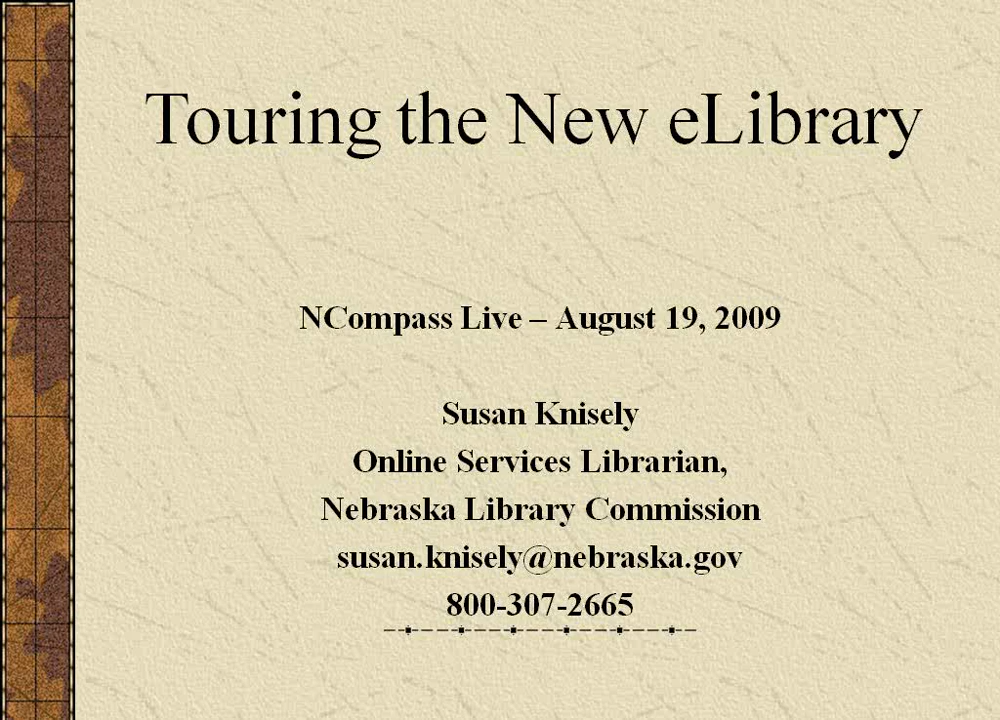 Touring the New eLibrary
NCompass Live – August 19, 2009
Susan Knisely
Online Services Librarian,
Nebraska Library Commission
susan.knisely@nebraska.gov
800-307-2665